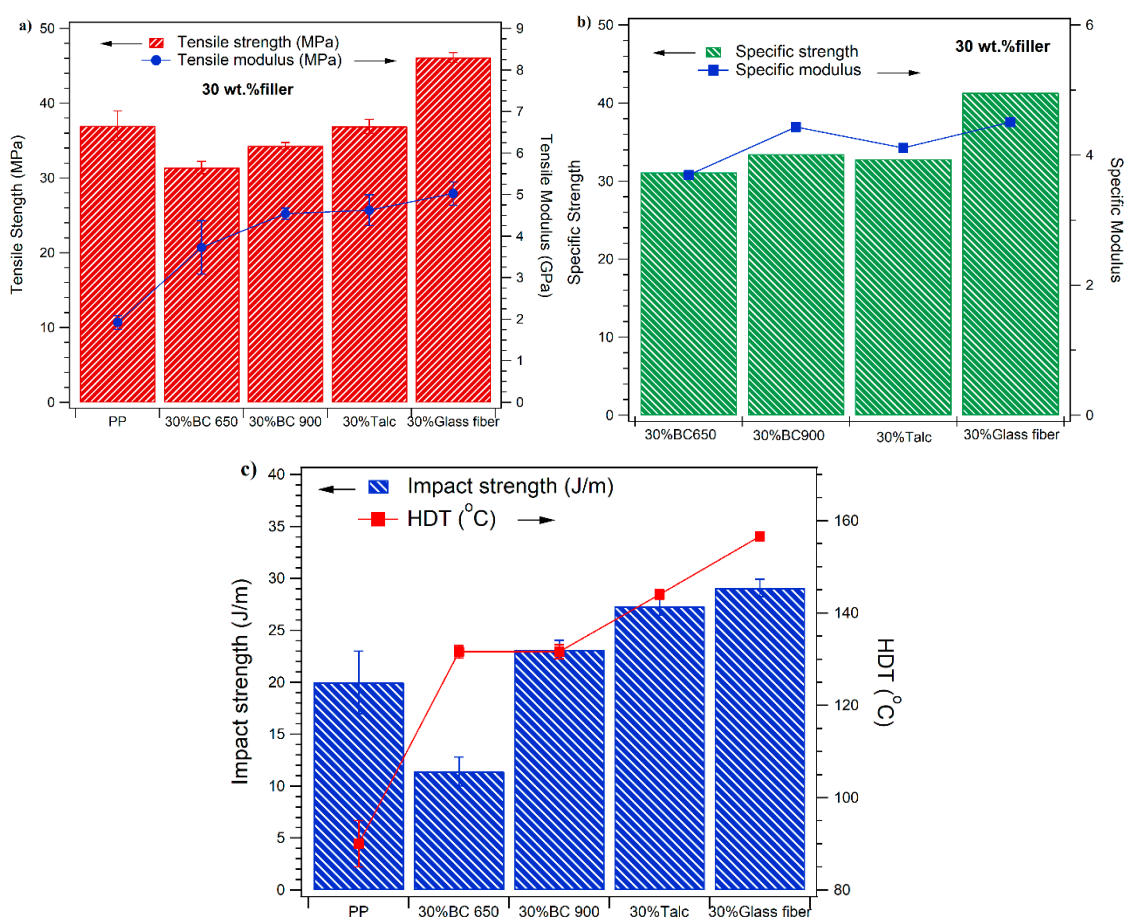 a)
Tensile strength (MPa)
Tensile modulus (MPa)
30 wt.%filler
Tensile Strength (MPa)
50
40
30
20
10
0
Tensile Modulus (GPa)
9
8
7
6
5
4
3
2
1
0
PP 30%BC 650 30%BC 900 30%Talc 30%Glass fiber
b)
Specific strength
Specific modulus
30 wt.%filler
Specific Strength
50
40
30
20
10
0
Specific Modulus
6
4
2
0
30%BC650 30%BC900 30%Talc 30%Glass fiber
c)
Impact strength (J/m)
HDT (°C)
Impact strength (J/m)
40
35
30
25
20
15
10
5
0
HDT (°C)
160
140
120
100
80
PP 30%BC 650 30%BC 900 30%Talc 30%Glass fiber